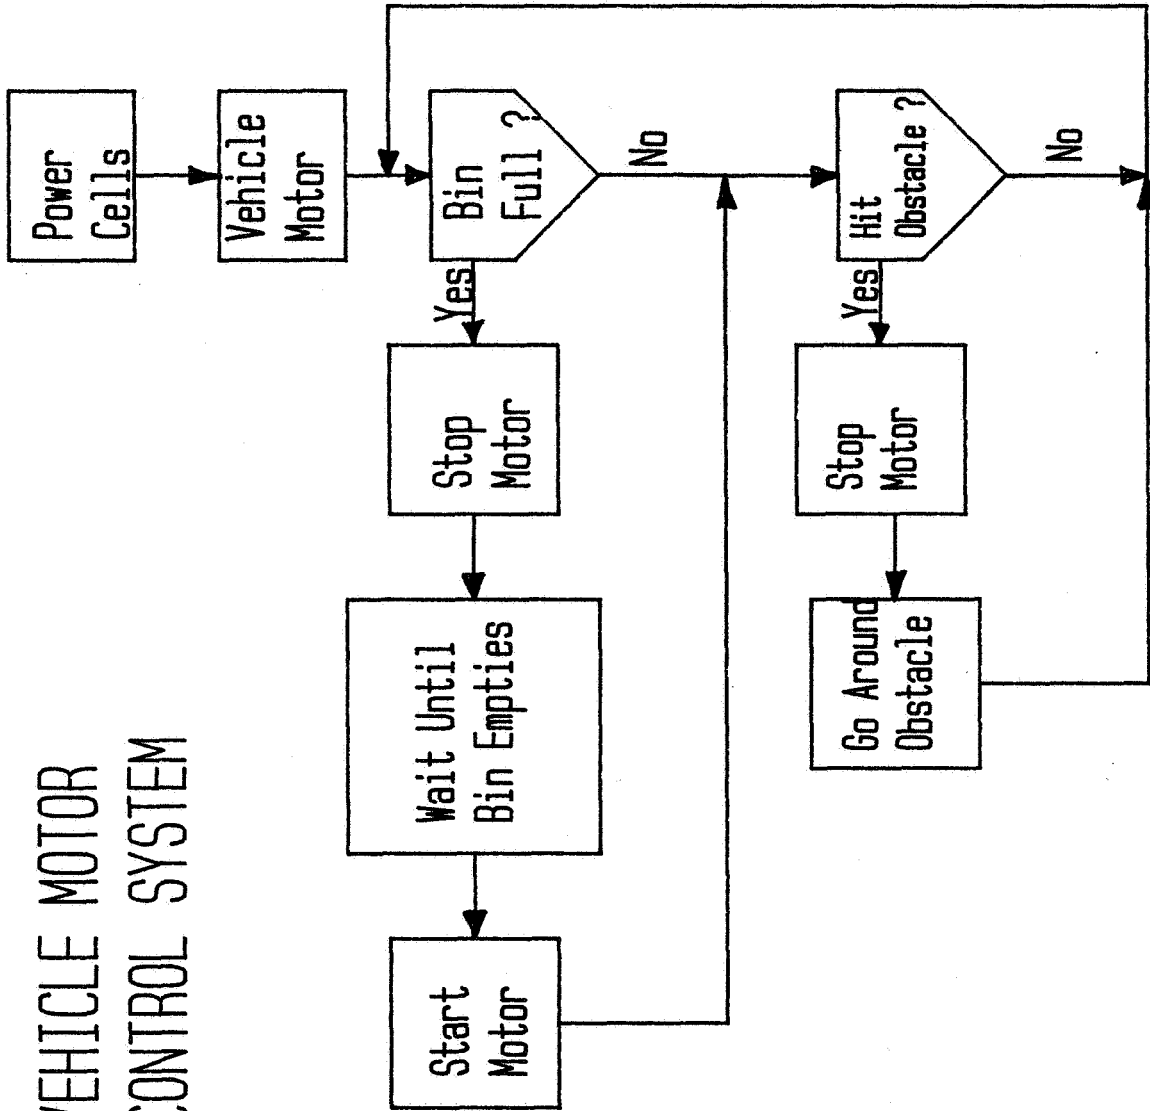 VEHICLE MOTOR
CONTROL SYSTEM
Power
Cells
Vehicle
Motor
Bin
Full ?
Yes
No
Stop
Motor
Wait Until
Bin Empties
Start
Motor
Hit
Obstacle ?
Yes
No
Stop
Motor
Go Around
Obstacle